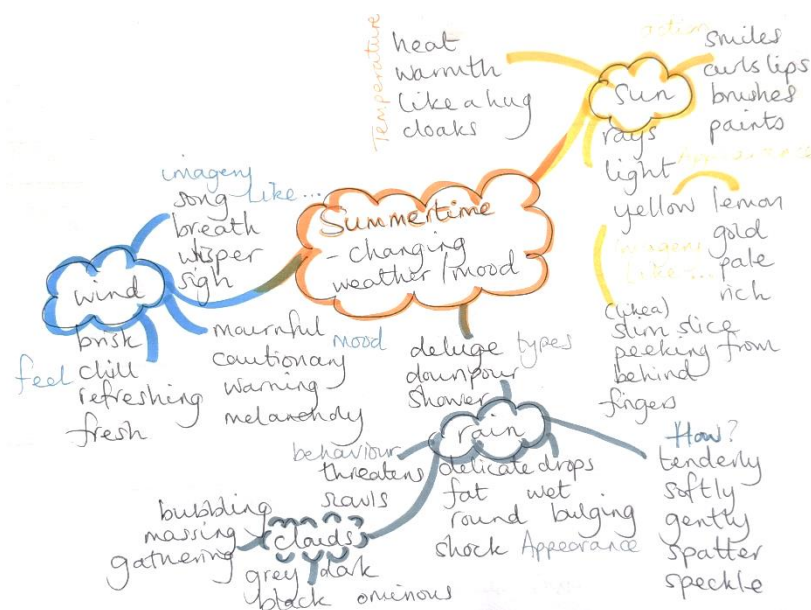 Temperature
heat
warmth
like a hug
cloaks
action
smiles
curls lips
brushes
paints
Sun
rays
light
yellow
lemon
gold
pale
rich
Imagery
like...
(like a)
slim slice
peeking from
behind
fingers
Summertime
- changing
weather / mood
imagery
like...
song
breath
whisper
sigh
wind
feel
brisk
chill
refreshing
fresh
mood
mournful
cautionary
warning
melancholy
types
deluge
downpour
shower
rain
behaviour
threatens
Appearance
delicate drops
fat wet
round bulging
shock
How?
tenderly
softly
gently
spatter
speckle
clouds
bubbling
massing
gathering
grey dark
black ominous